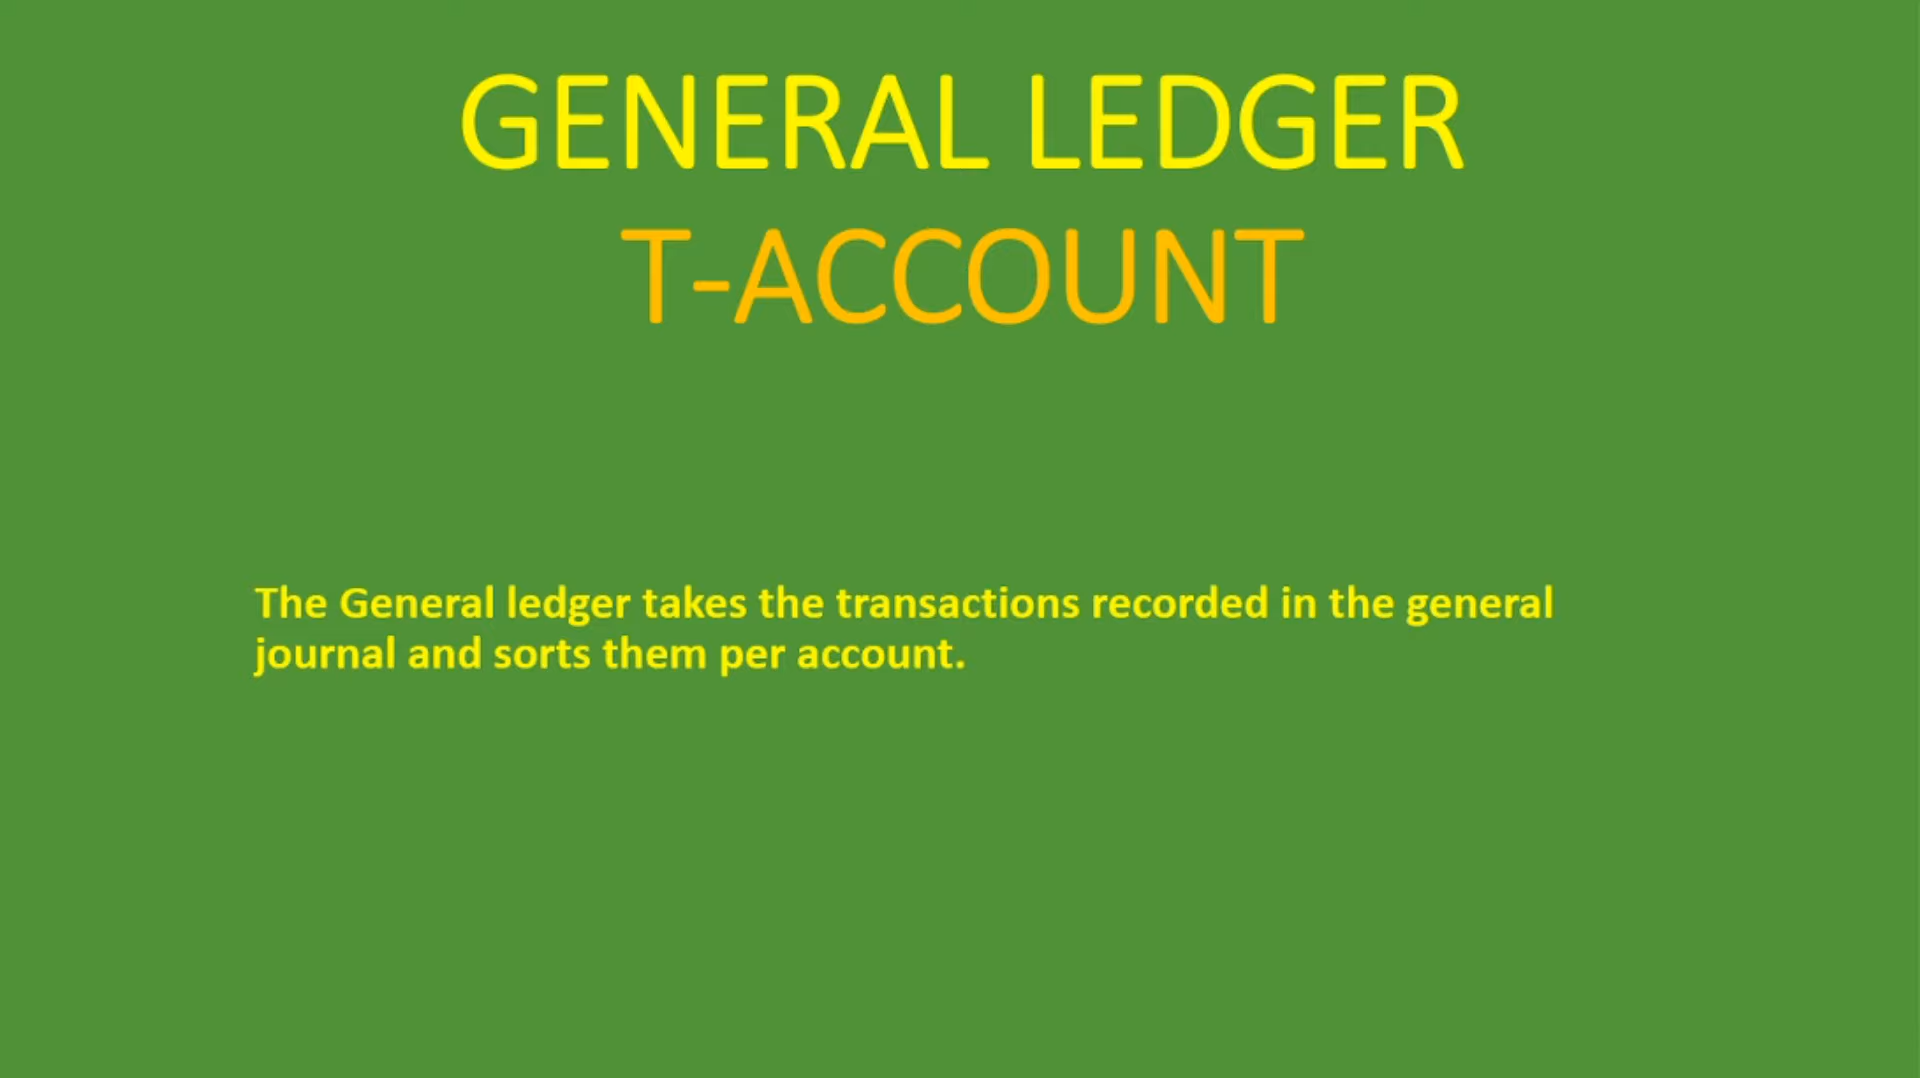 GENERAL LEDGER
T-ACCOUNT
The General ledger takes the transactions recorded in the general
journal and sorts them per account.